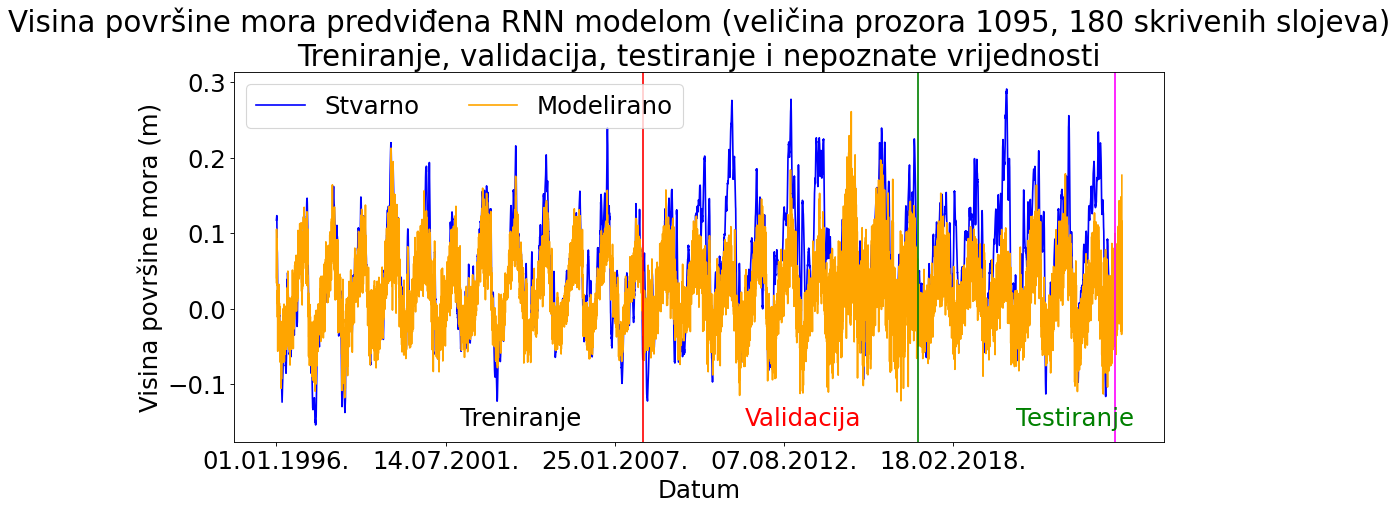 Visina površine mora predviđena RNN modelom (veličina prozora 1095, 180 skrivenih slojeva)
Treniranje, validacija, testiranje i nepoznate vrijednosti
Stvarno
Modelirano
Visina površine mora (m)
0.3
0.2
0.1
0.0
−0.1
Treniranje
Validacija
Testiranje
01.01.1996.
14.07.2001.
25.01.2007.
07.08.2012.
18.02.2018.
Datum